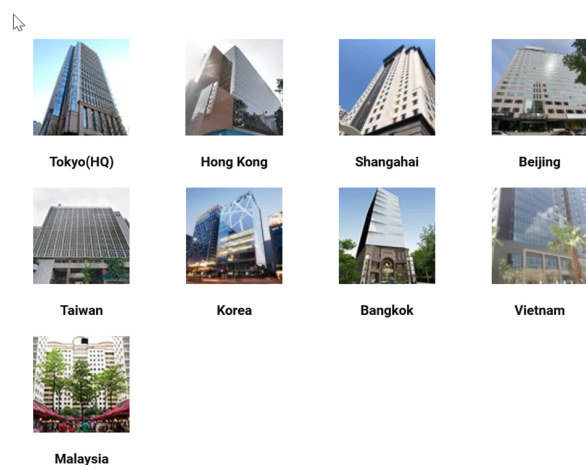 Tokyo(HQ)
Hong Kong
Shangahai
Beijing
Taiwan
Korea
Bangkok
Vietnam
Malaysia